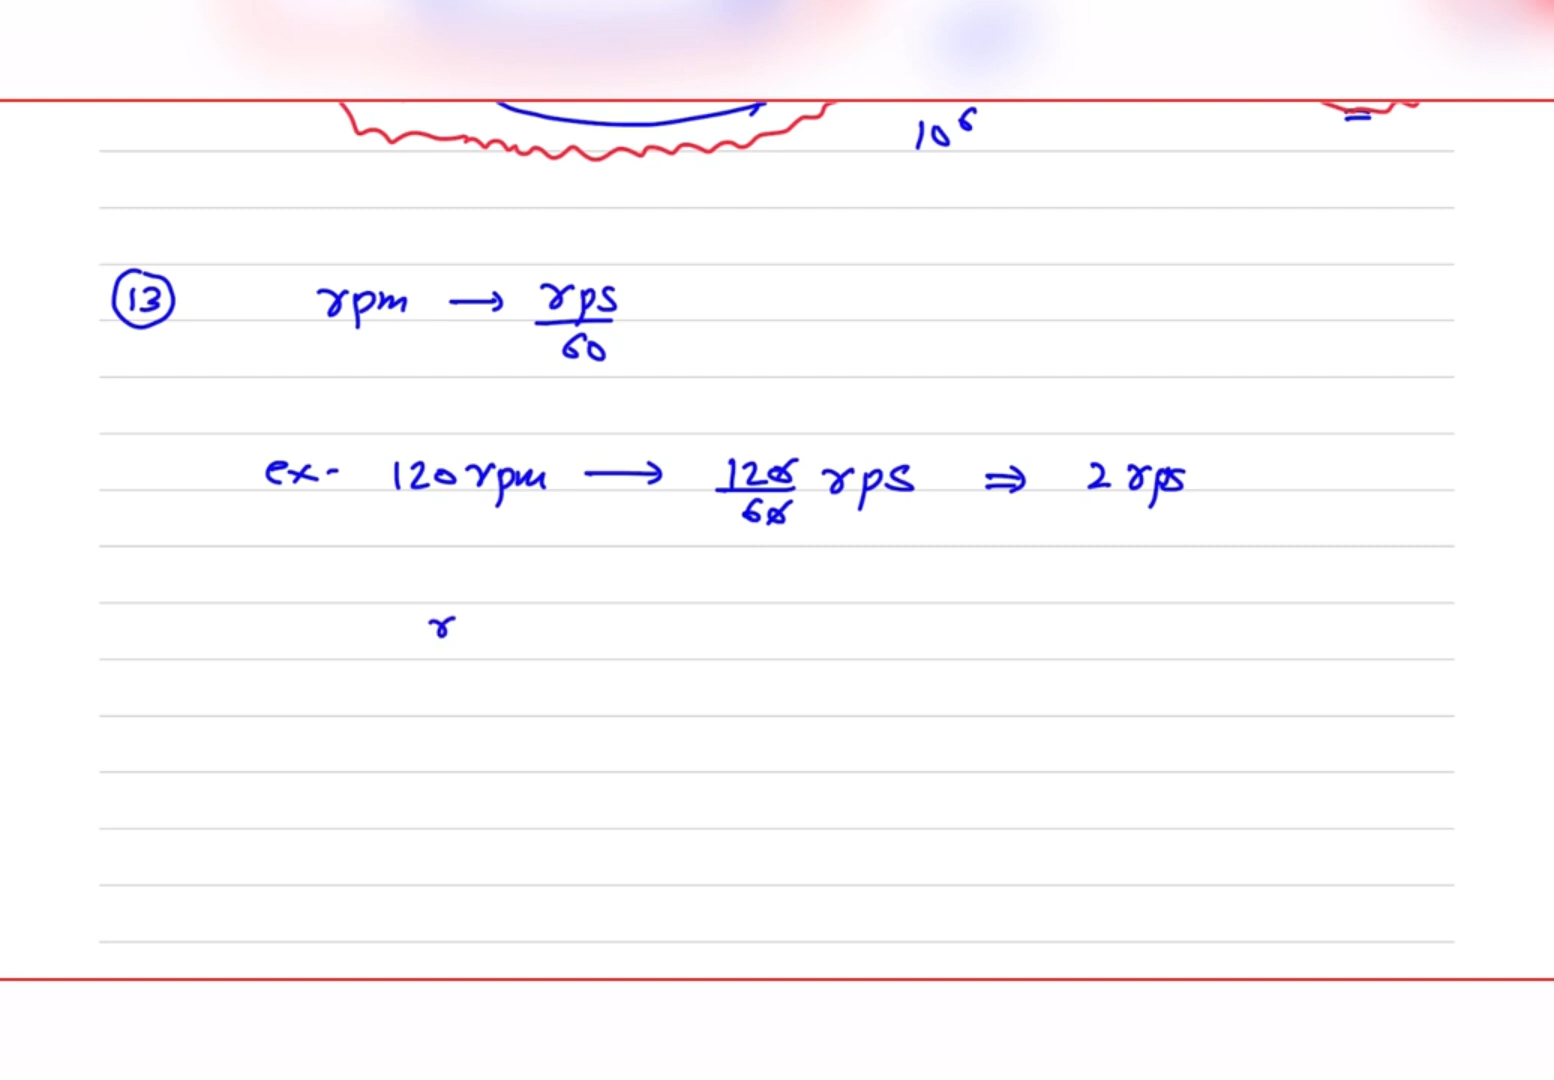 10⁶
13 rpm → rps/60
ex- 120 rpm → 120/60 rps ⇒ 2 rps
r